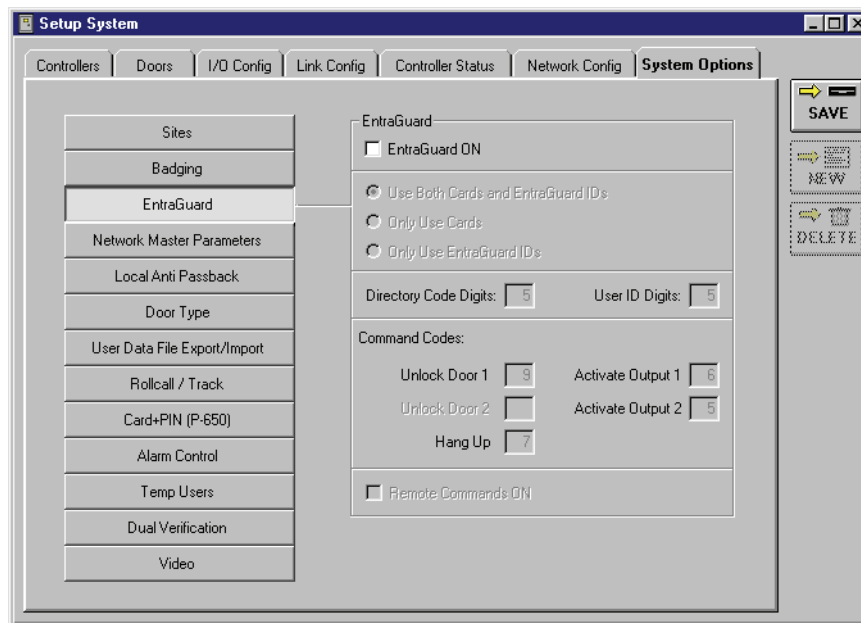 Setup System
Controllers Doors I/O Config Link Config Controller Status Network Config System Options
SAVE
NEW
DELETE
Sites
Badging
EntraGuard
Network Master Parameters
Local Anti Passback
Door Type
User Data File Export/Import
Rollcall / Track
Card+PIN (P-650)
Alarm Control
Temp Users
Dual Verification
Video
EntraGuard
EntraGuard ON
Use Both Cards and EntraGuard IDs
Only Use Cards
Only Use EntraGuard IDs
Directory Code Digits: 5 User ID Digits: 5
Command Codes:
Unlock Door 1 9 Activate Output 1 6
Unlock Door 2 Activate Output 2 5
Hang Up 7
Remote Commands ON